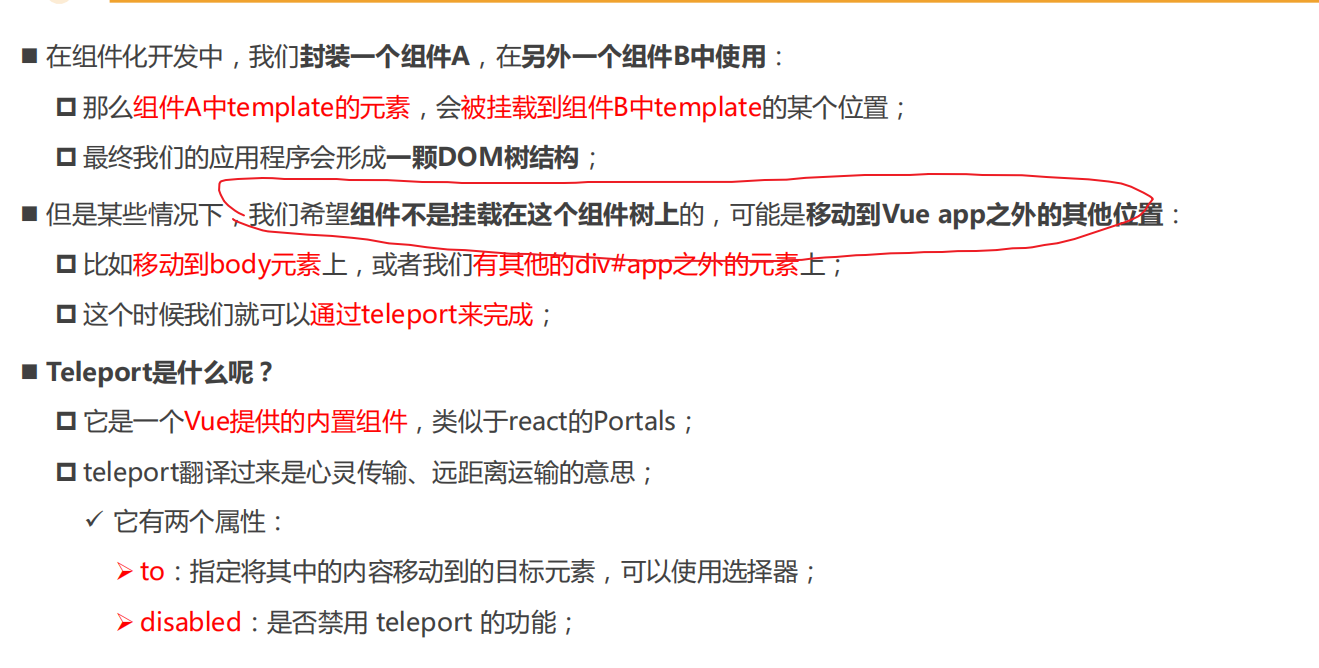 ■ 在组件化开发中，我们封装一个组件A，在另外一个组件B中使用：
那么组件A中template的元素，会被挂载到组件B中template的某个位置；
最终我们的应用程序会形成一颗DOM树结构；
■ 但是某些情况下，我们希望组件不是挂载在这个组件树上的，可能是移动到Vue app之外的其他位置：
比如移动到body元素上，或者我们有其他的div#app之外的元素上；
这个时候我们就可以通过teleport来完成；
■ Teleport是什么呢？
它是一个Vue提供的内置组件，类似于react的Portals；
teleport翻译过来是心灵传输、远距离运输的意思；
✓ 它有两个属性：
➢ to：指定将其中的内容移动到的目标元素，可以使用选择器；
➢ disabled：是否禁用 teleport 的功能；